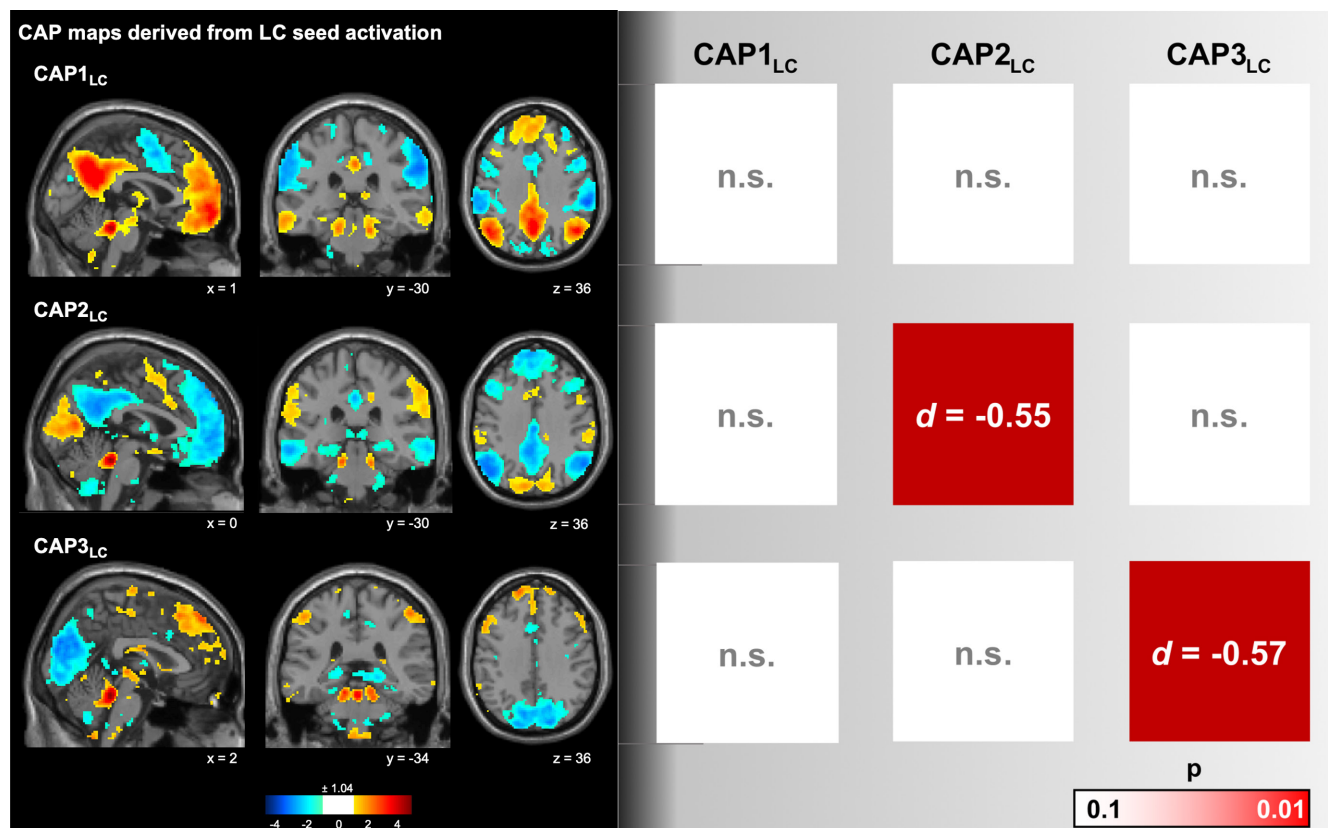 CAP maps derived from LC seed activation
CAP1LC
x = 1
y = -30
z = 36
CAP2LC
x = 0
y = -30
z = 36
CAP3LC
x = 2
y = -34
z = 36
± 1.04
-4 -2 0 2 4
CAP1LC CAP2LC CAP3LC
n.s. n.s. n.s.
n.s. d = -0.55 n.s.
n.s. n.s. d = -0.57
p
0.1 0.01